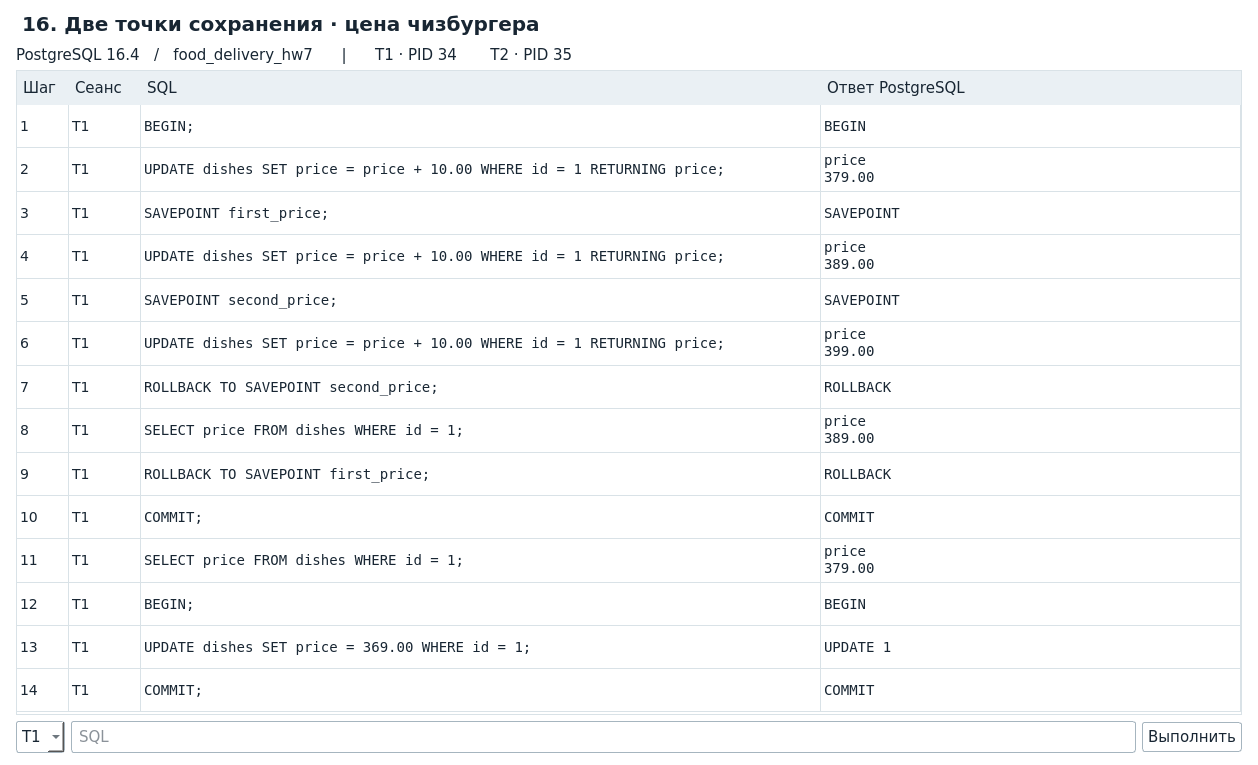 16. Две точки сохранения · цена чизбургера
PostgreSQL 16.4 / food_delivery_hw7 | T1 · PID 34 T2 · PID 35
Шаг Сеанс SQL Ответ PostgreSQL
1 T1 BEGIN; BEGIN
2 T1 UPDATE dishes SET price = price + 10.00 WHERE id = 1 RETURNING price; price
379.00
3 T1 SAVEPOINT first_price; SAVEPOINT
4 T1 UPDATE dishes SET price = price + 10.00 WHERE id = 1 RETURNING price; price
389.00
5 T1 SAVEPOINT second_price; SAVEPOINT
6 T1 UPDATE dishes SET price = price + 10.00 WHERE id = 1 RETURNING price; price
399.00
7 T1 ROLLBACK TO SAVEPOINT second_price; ROLLBACK
8 T1 SELECT price FROM dishes WHERE id = 1; price
389.00
9 T1 ROLLBACK TO SAVEPOINT first_price; ROLLBACK
10 T1 COMMIT; COMMIT
11 T1 SELECT price FROM dishes WHERE id = 1; price
379.00
12 T1 BEGIN; BEGIN
13 T1 UPDATE dishes SET price = 369.00 WHERE id = 1; UPDATE 1
14 T1 COMMIT; COMMIT
T1 SQL Выполнить